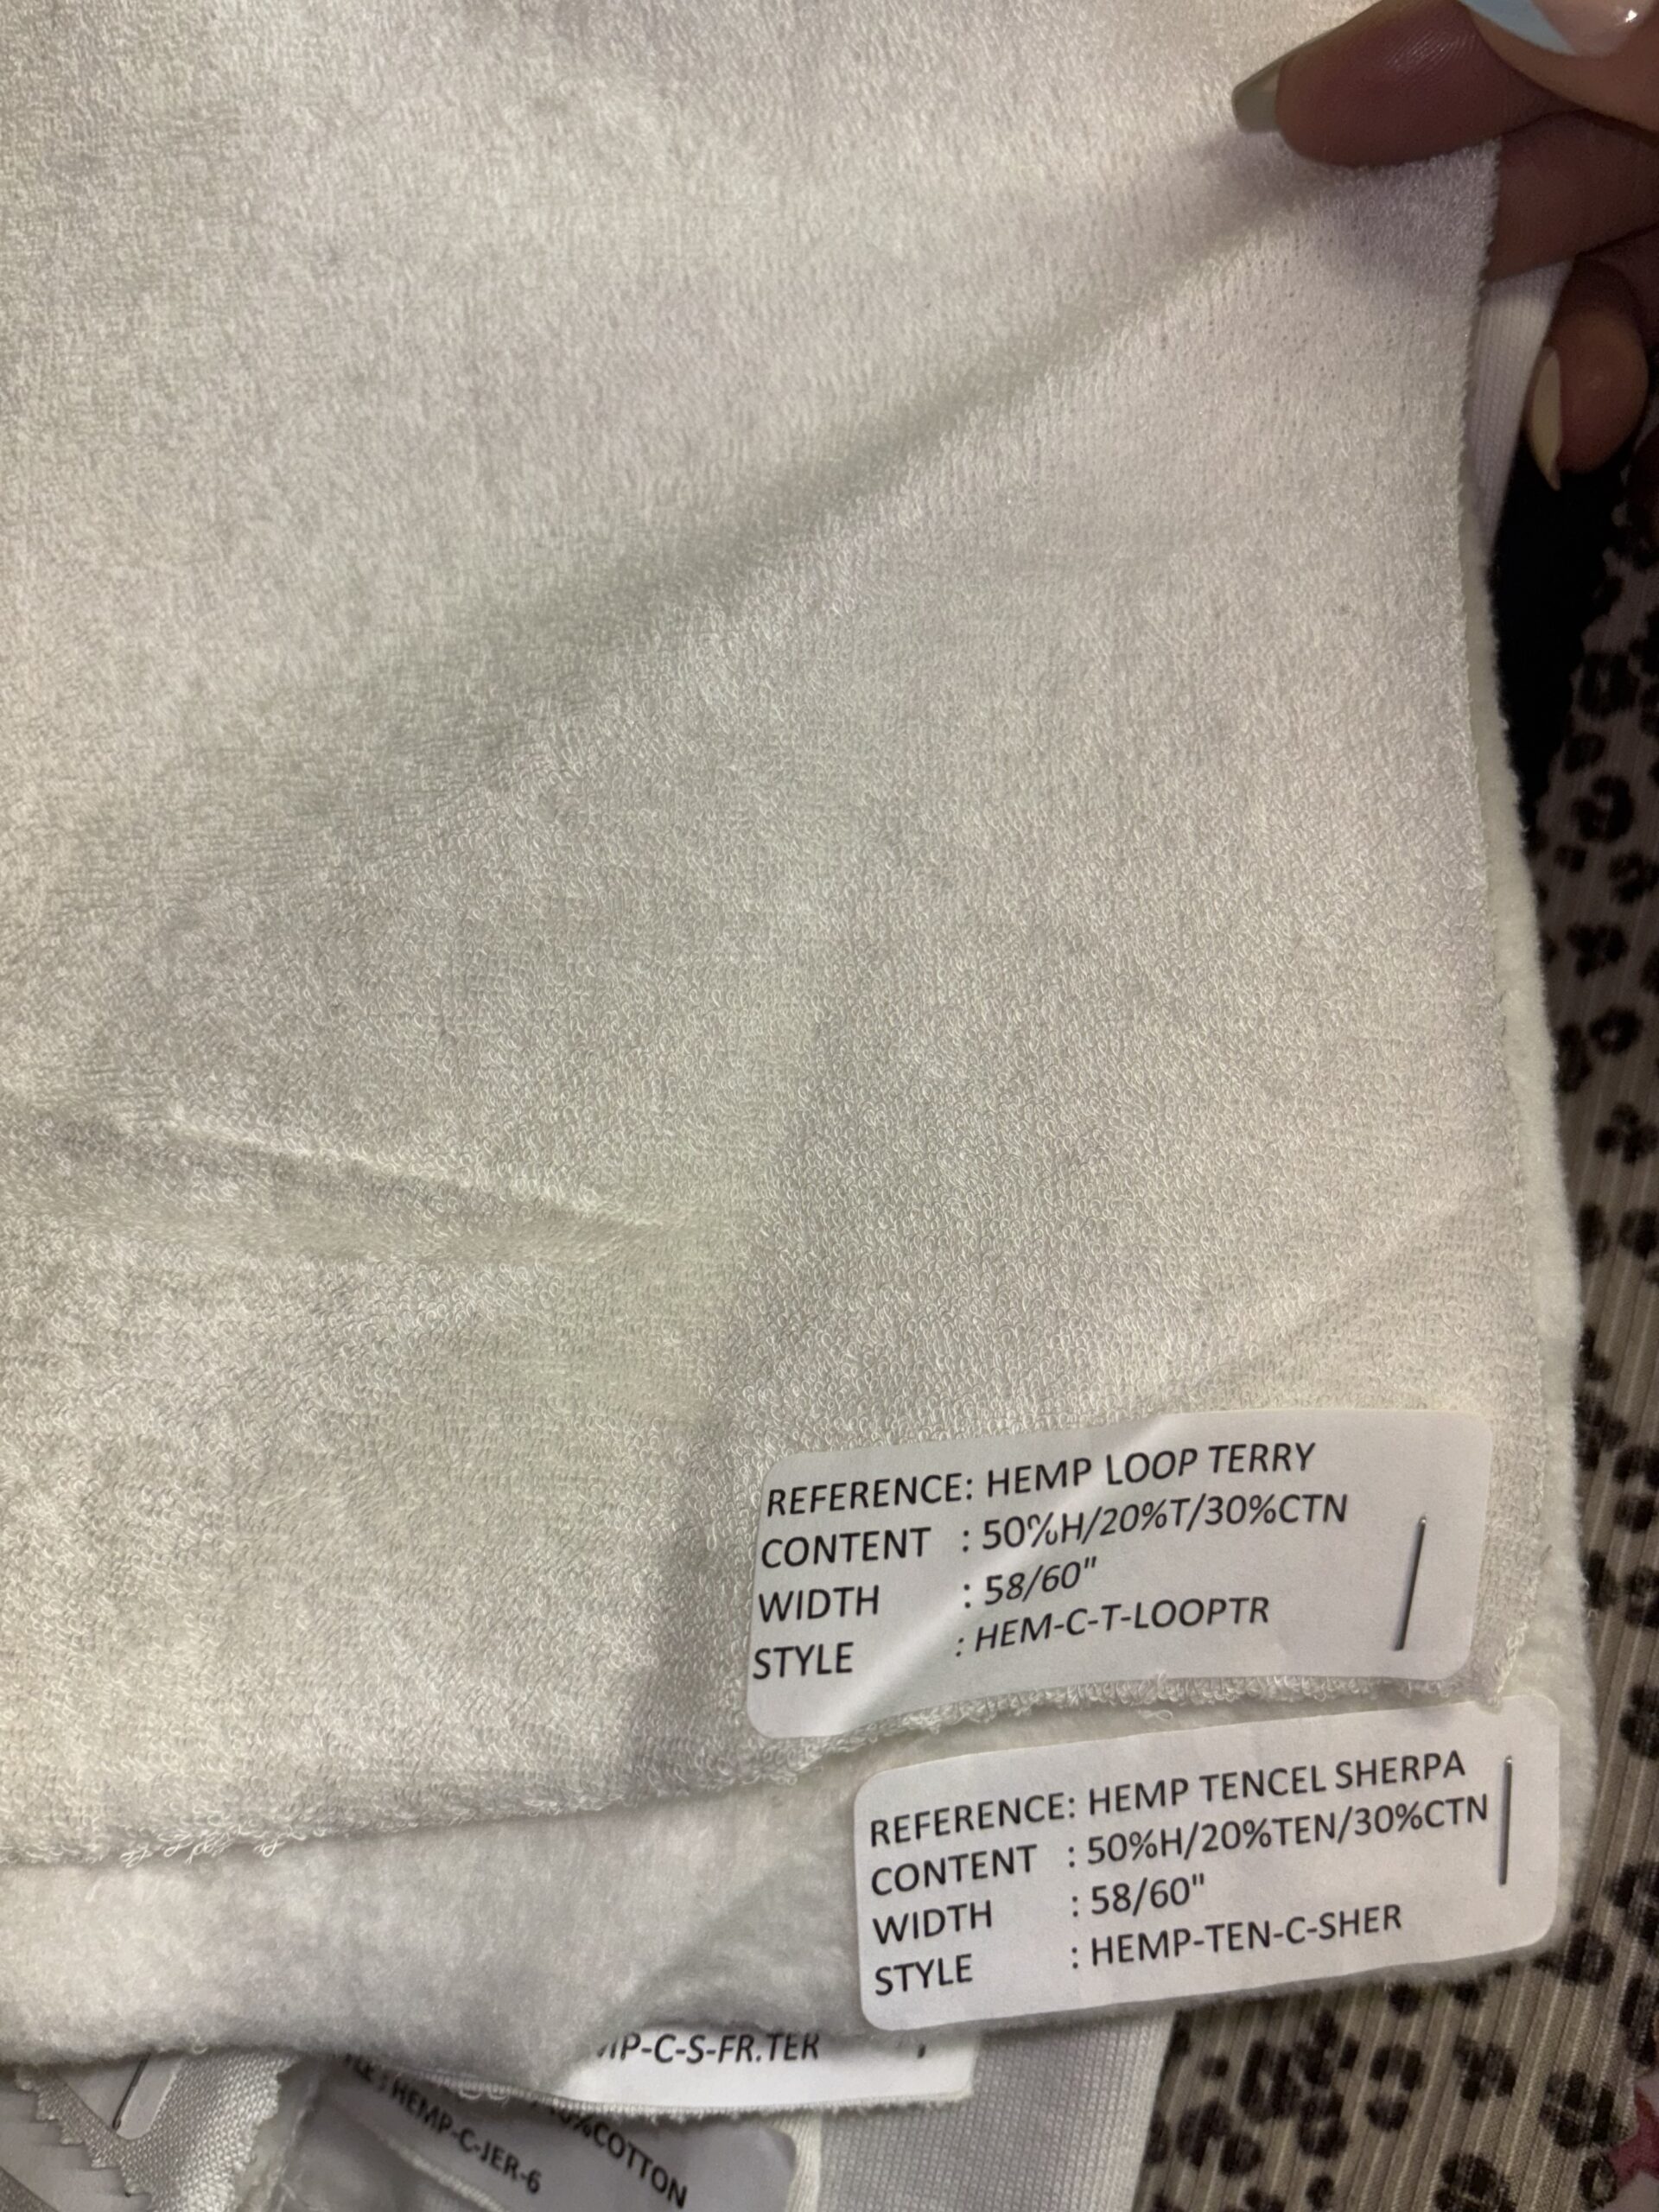 REFERENCE: HEMP LOOP TERRY
CONTENT : 50%H/20%T/30%CTN
WIDTH : 58/60"
STYLE : HEM-C-T-LOOPTR
REFERENCE: HEMP TENCEL SHERPA
CONTENT : 50%H/20%TEN/30%CTN
WIDTH : 58/60"
STYLE : HEMP-TEN-C-SHER
-C-S-FR.TER
%COTTON
: HEMP-C-JER-6